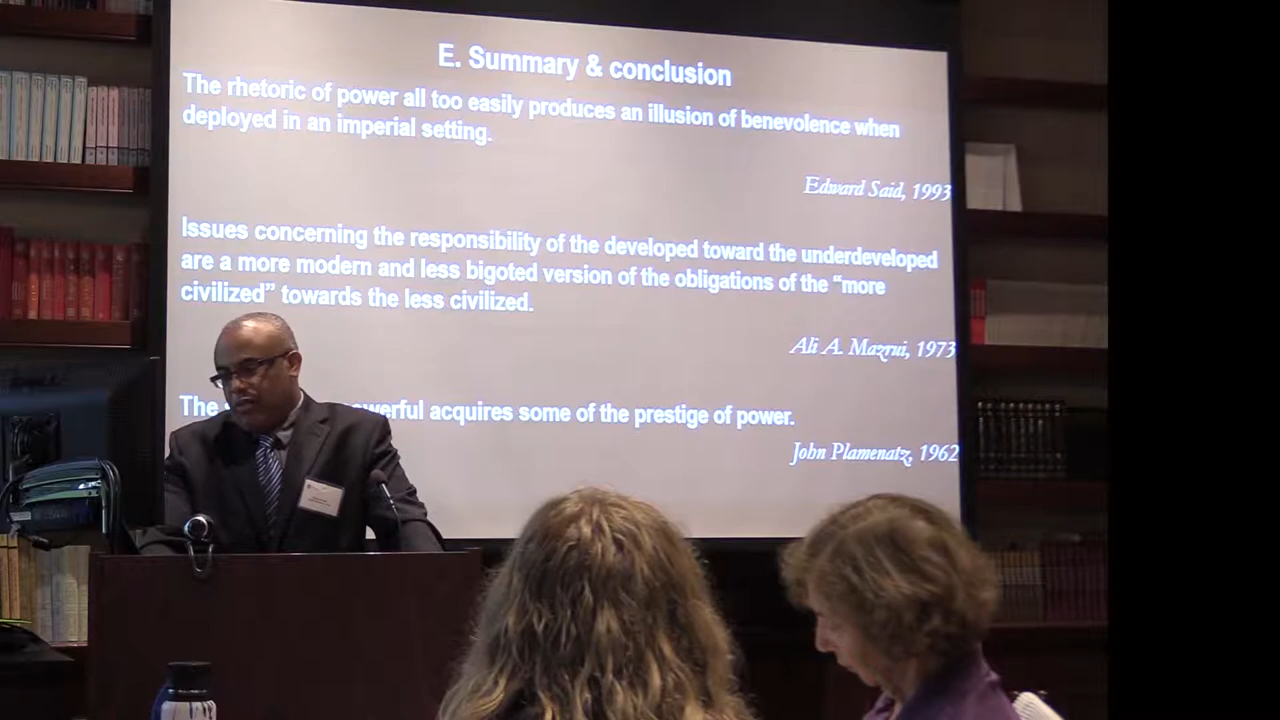 E. Summary & conclusion
The rhetoric of power all too easily produces an illusion of benevolence when
deployed in an imperial setting.
Edward Said, 1993
Issues concerning the responsibility of the developed toward the underdeveloped
are a more modern and less bigoted version of the obligations of the “more
civilized” towards the less civilized.
Ali A. Mazrui, 1973
The acquires some of the prestige of power.
John Plamenatz, 1962